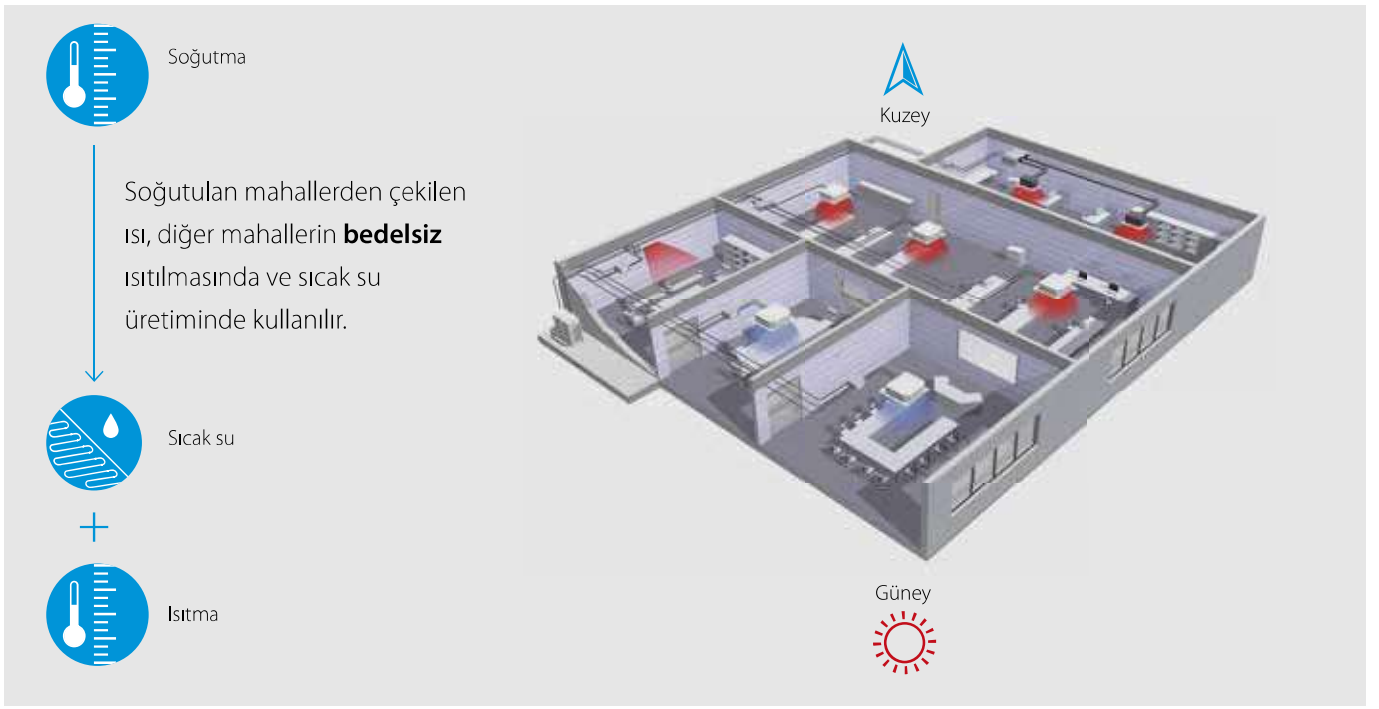 Soğutma
Soğutulan mahallerden çekilen
ısı, diğer mahallerin bedelsiz
ısıtılmasında ve sıcak su
üretiminde kullanılır.
Sıcak su
Isıtma
Kuzey
Güney